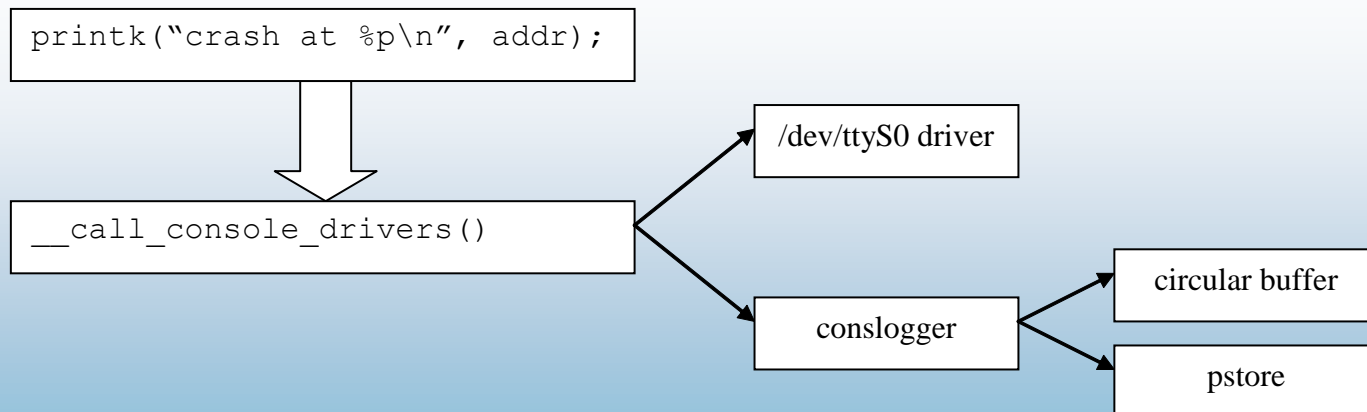 printk(“crash at %p\n”, addr);
/dev/ttyS0 driver
__call_console_drivers()
circular buffer
conslogger
pstore